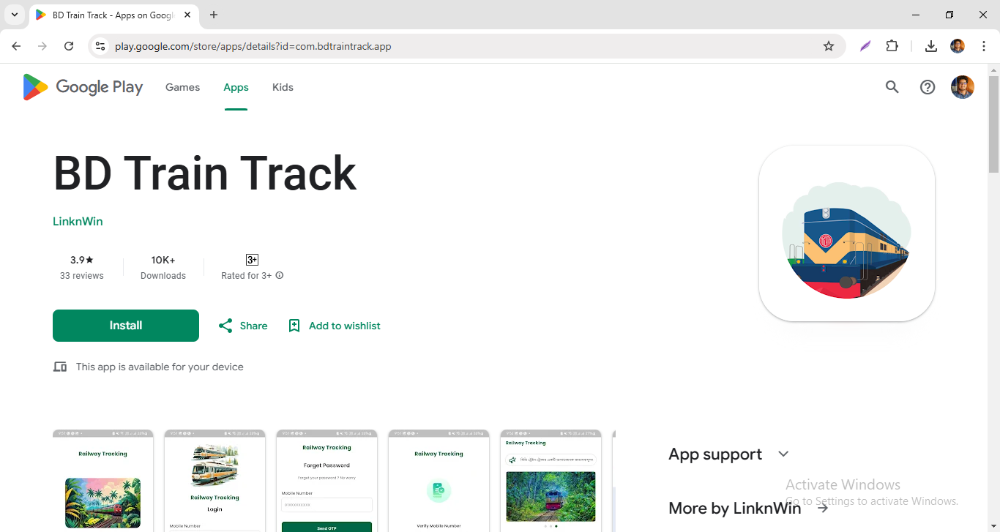 BD Train Track - Apps on Googl
play.google.com/store/apps/details?id=com.bdtraintrack.app
Google Play
Games
Apps
Kids
BD Train Track
LinknWin
3.9★
33 reviews
10K+
Downloads
3+
Rated for 3+
Install
Share
Add to wishlist
This app is available for your device
Railway Tracking
Railway Tracking
Login
Mobile Number
Railway Tracking
Forget Password
Forget your password? No worry
Mobile Number
01XXXXXXXXX
Send OTP
Railway Tracking
Verify Mobile Number
Railway Tracking
App support
More by LinknWin
Activate Windows
Go to Settings to activate Windows.